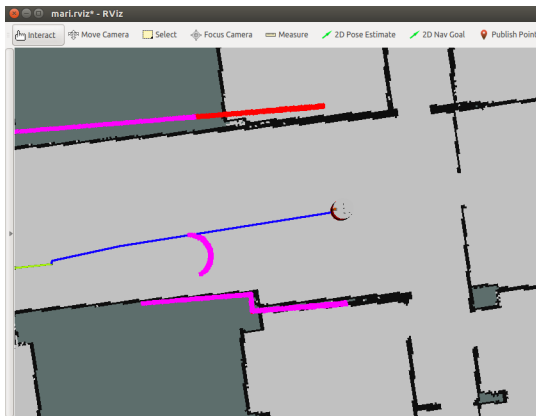 mari.rviz* - RViz
Interact Move Camera Select Focus Camera Measure 2D Pose Estimate 2D Nav Goal Publish Point